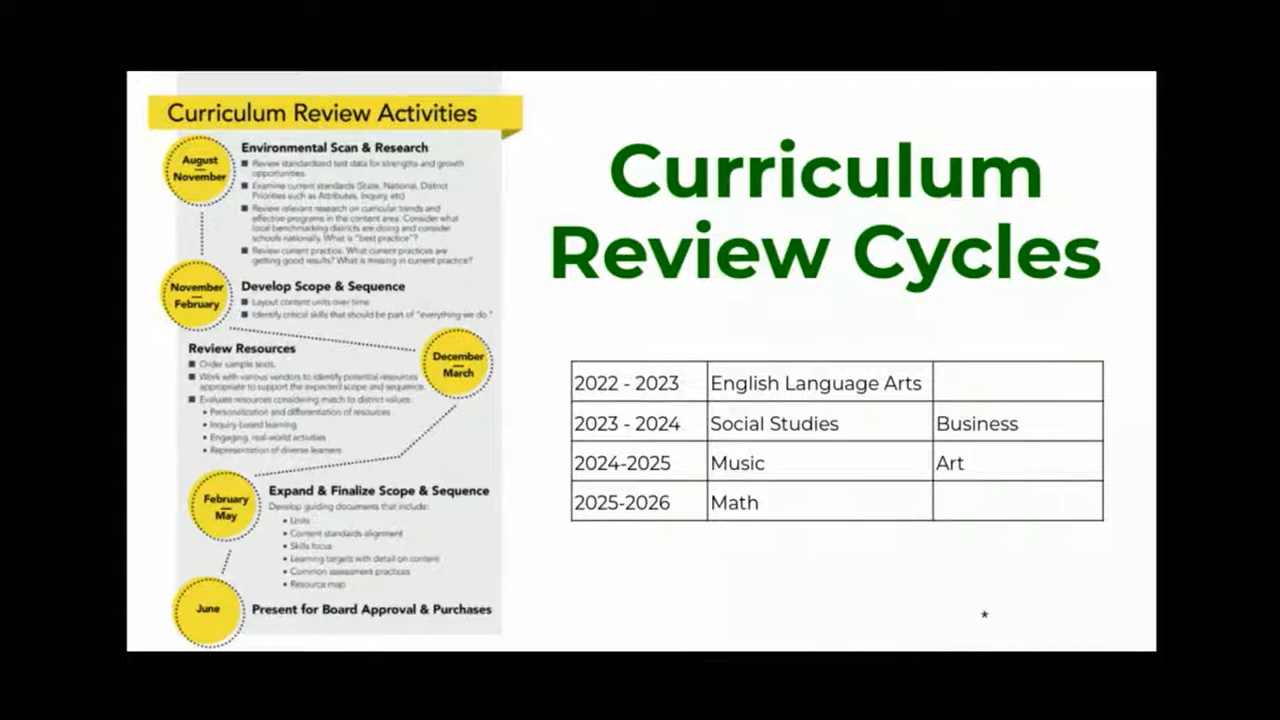 Curriculum Review Activities
August
—
November
Environmental Scan & Research
■ Review standardized test data for strengths and growth
opportunities.
■ Examine current standards (State, National, District
Priorities such as Attributes, Inquiry, etc)
■ Review relevant research on curricular trends and
effective programs in the content area. Consider what
local benchmarking districts are doing and consider
schools nationally. What is "best practice"?
■ Review current practice. What current practices are
getting good results? What is missing in current practice?
November
—
February
Develop Scope & Sequence
■ Layout content units over time.
■ Identify critical skills that should be part of "everything we do."
December
—
March
Review Resources
■ Order sample texts.
■ Work with various vendors to identify potential resources
appropriate to support the expected scope and sequence.
■ Evaluate resources considering match to district values:
• Personalization and differentiation of resources
• Inquiry based learning
• Engaging, real-world activities
• Representation of diverse learners
February
—
May
Expand & Finalize Scope & Sequence
Develop guiding documents that include:
• Units
• Content standards alignment
• Skills focus
• Learning targets with detail on content
• Common assessment practices
• Resource map
June
Present for Board Approval & Purchases
Curriculum
Review Cycles
2022 - 2023 English Language Arts
2023 - 2024 Social Studies Business
2024-2025 Music Art
2025-2026 Math
*